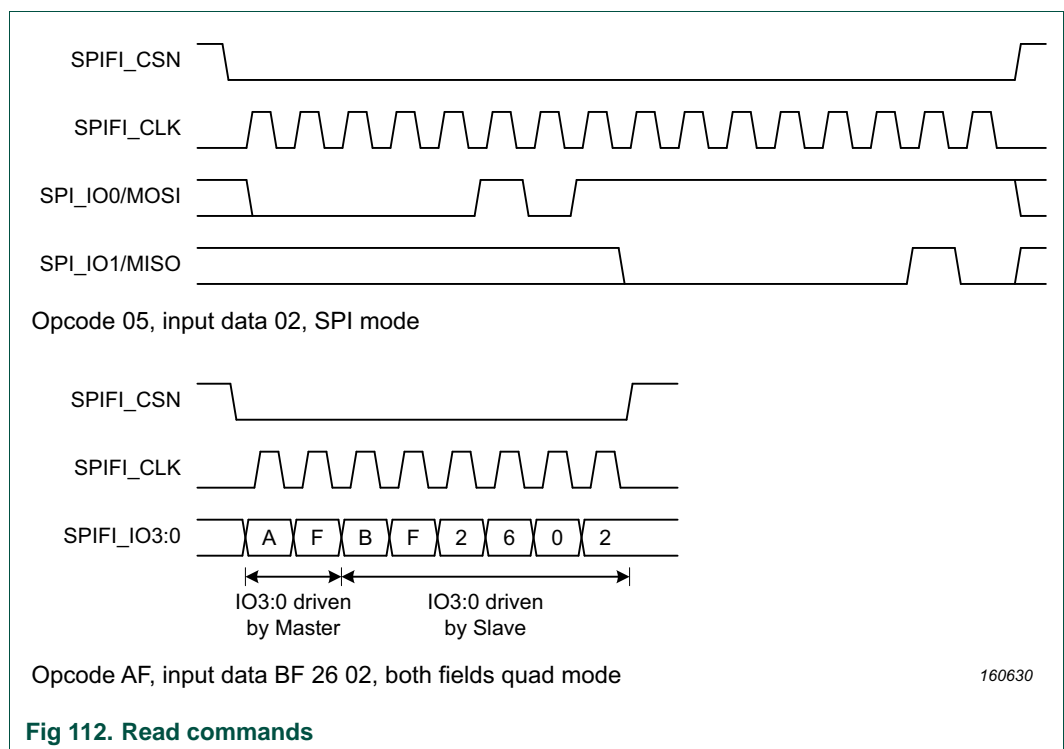 SPIFI_CSN
SPIFI_CLK
SPI_IO0/MOSI
SPI_IO1/MISO
Opcode 05, input data 02, SPI mode
SPIFI_CSN
SPIFI_CLK
SPIFI_IO3:0 A F B F 2 6 0 2
IO3:0 driven IO3:0 driven
by Master by Slave
Opcode AF, input data BF 26 02, both fields quad mode 160630
Fig 112. Read commands